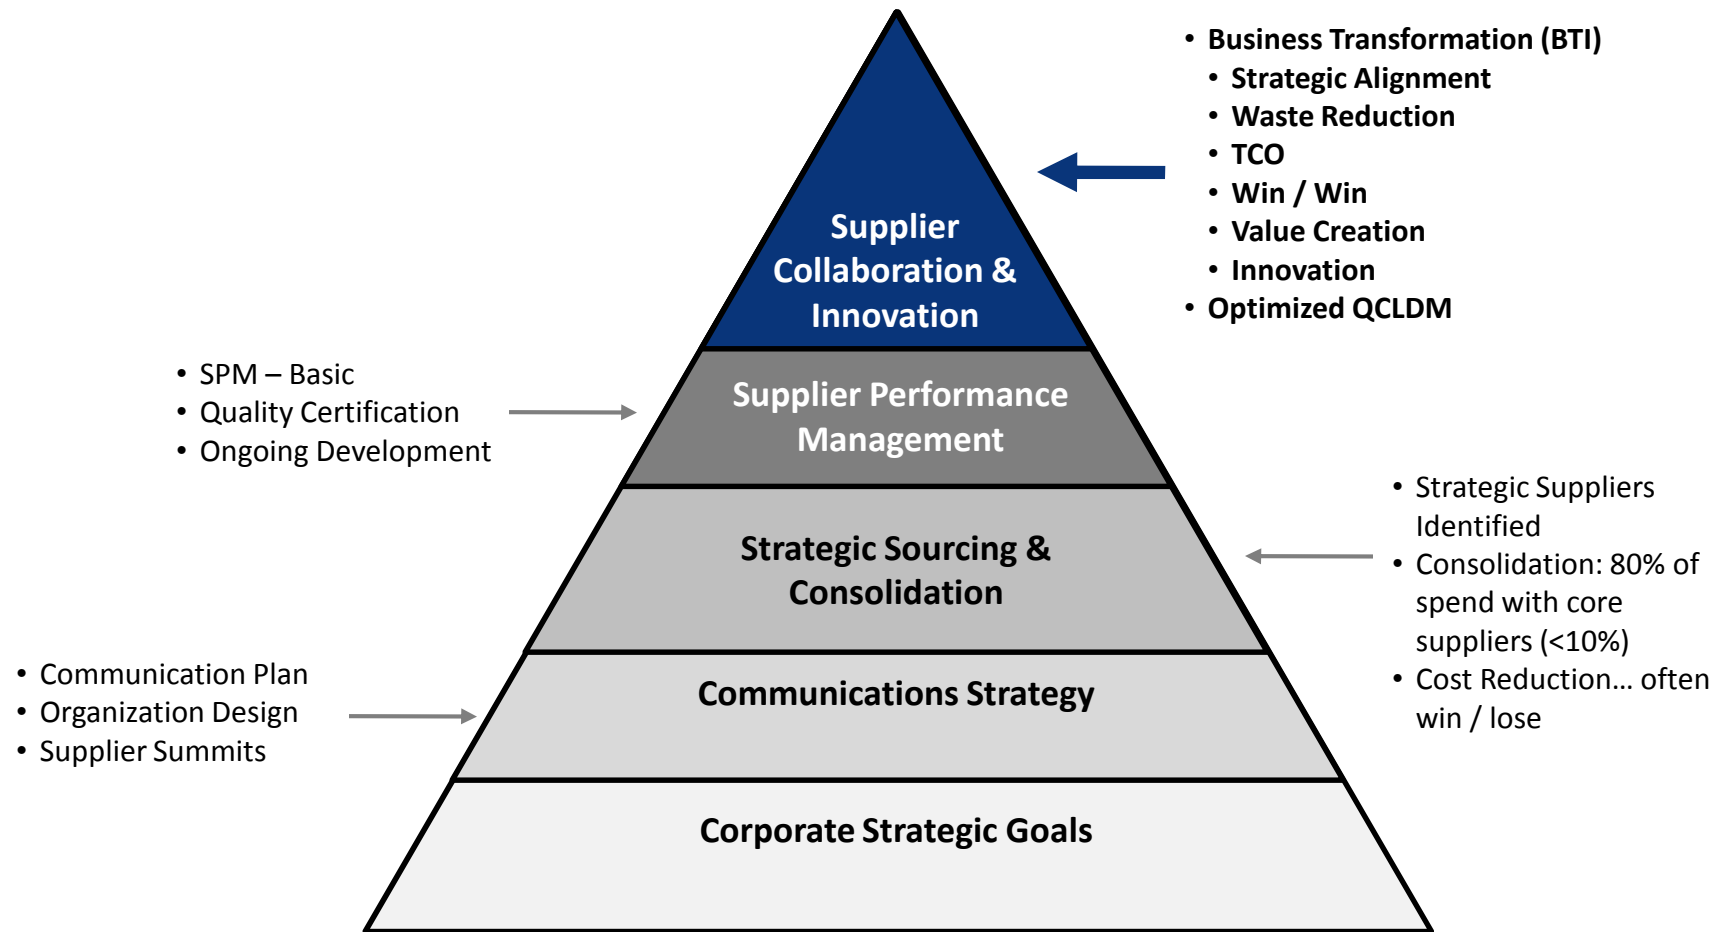 • Business Transformation (BTI)
• Strategic Alignment
• Waste Reduction
• TCO
• Win / Win
• Value Creation
• Innovation
• Optimized QCLDM
Supplier
Collaboration &
Innovation
• SPM – Basic
• Quality Certification
• Ongoing Development
Supplier Performance
Management
• Strategic Suppliers
Identified
• Consolidation: 80% of
spend with core
suppliers (<10%)
• Cost Reduction... often
win / lose
Strategic Sourcing &
Consolidation
• Communication Plan
• Organization Design
• Supplier Summits
Communications Strategy
Corporate Strategic Goals